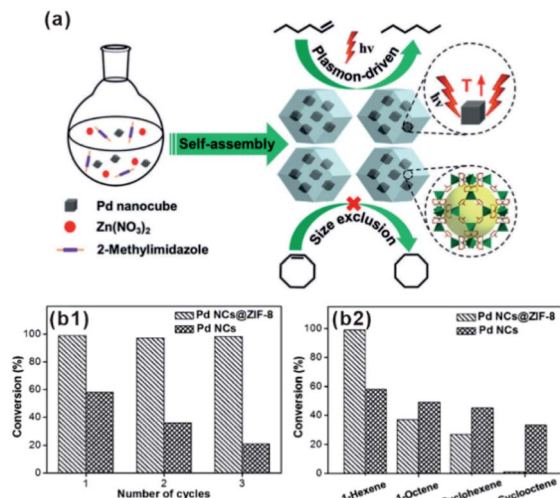 (a)
hν
Plasmon-driven
hν
T
Self-assembly
Pd nanocube
Zn(NO₃)₂
2-Methylimidazole
Size exclusion
(b1)
Pd NCs@ZIF-8
Pd NCs
100
80
60
40
20
0
Conversion (%)
1
2
3
Number of cycles
(b2)
Pd NCs@ZIF-8
Pd NCs
100
80
60
40
20
0
Conversion (%)
1-Hexene
1-Octene